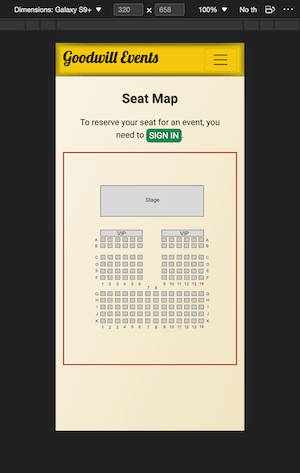 Dimensions: Galaxy S9+ ▼ 320 × 658 100% ▼ No th
Goodwill Events
Seat Map
To reserve your seat for an event, you
need to SIGN IN.
Stage
VIP VIP
A A
B B
C C
D D
E E
F F
1 2 3 4 5 6 9 10 11 12 13 14
7 8
G G
H H
I I
J J
K K
1 2 3 4 5 6 7 8 9 10 11 12 13 14